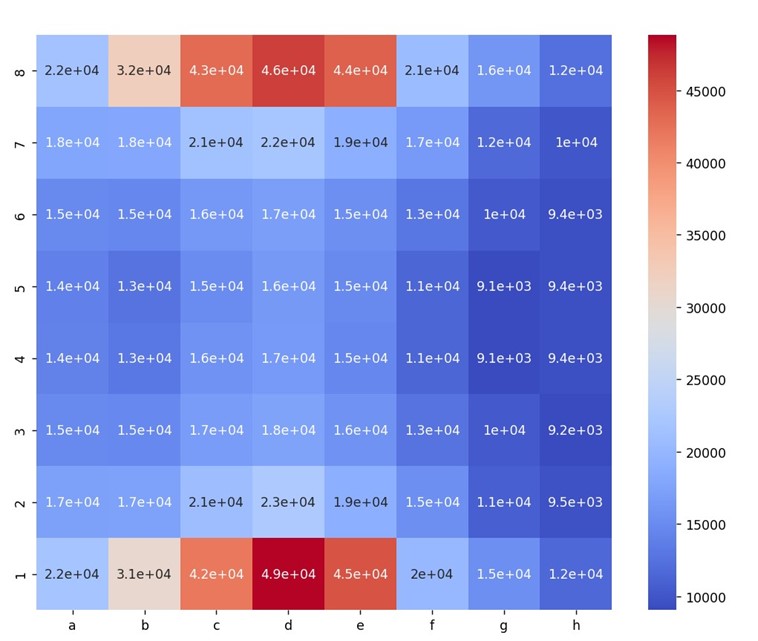 8 2.2e+04 3.2e+04 4.3e+04 4.6e+04 4.4e+04 2.1e+04 1.6e+04 1.2e+04
7 1.8e+04 1.8e+04 2.1e+04 2.2e+04 1.9e+04 1.7e+04 1.2e+04 1e+04
6 1.5e+04 1.5e+04 1.6e+04 1.7e+04 1.5e+04 1.3e+04 1e+04 9.4e+03
5 1.4e+04 1.3e+04 1.5e+04 1.6e+04 1.5e+04 1.1e+04 9.1e+03 9.4e+03
4 1.4e+04 1.3e+04 1.6e+04 1.7e+04 1.5e+04 1.1e+04 9.1e+03 9.4e+03
3 1.5e+04 1.5e+04 1.7e+04 1.8e+04 1.6e+04 1.3e+04 1e+04 9.2e+03
2 1.7e+04 1.7e+04 2.1e+04 2.3e+04 1.9e+04 1.5e+04 1.1e+04 9.5e+03
1 2.2e+04 3.1e+04 4.2e+04 4.9e+04 4.5e+04 2e+04 1.5e+04 1.2e+04
a b c d e f g h
45000
40000
35000
30000
25000
20000
15000
10000